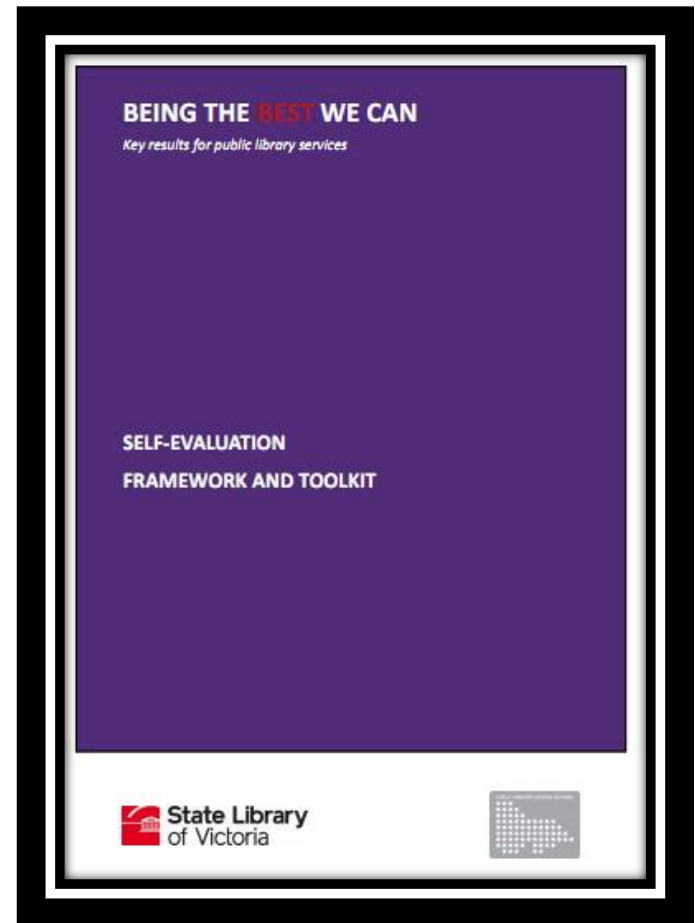 BEING THE BEST WE CAN
Key results for public library services
SELF-EVALUATION
FRAMEWORK AND TOOLKIT
State Library
of Victoria